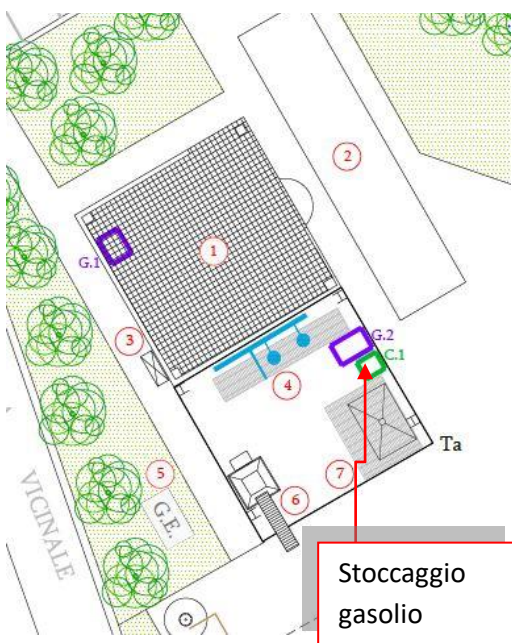 2
1
G.1
3
G.2
C.1
4
Ta
5
7
6
G.E.
VICINALE
Stoccaggio
gasolio